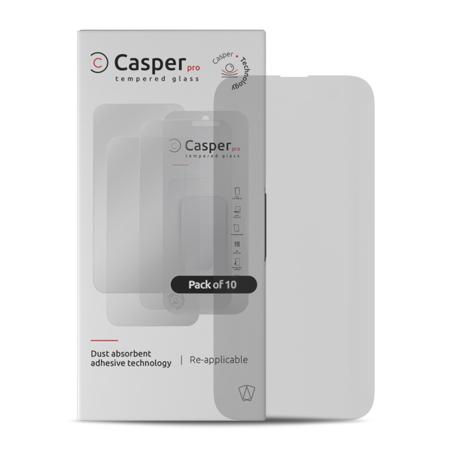 Casper pro
tempered glass
Casper • Technology
Casper pro
tempered glass
Pack of 10
Dust absorbent
adhesive technology | Re-applicable